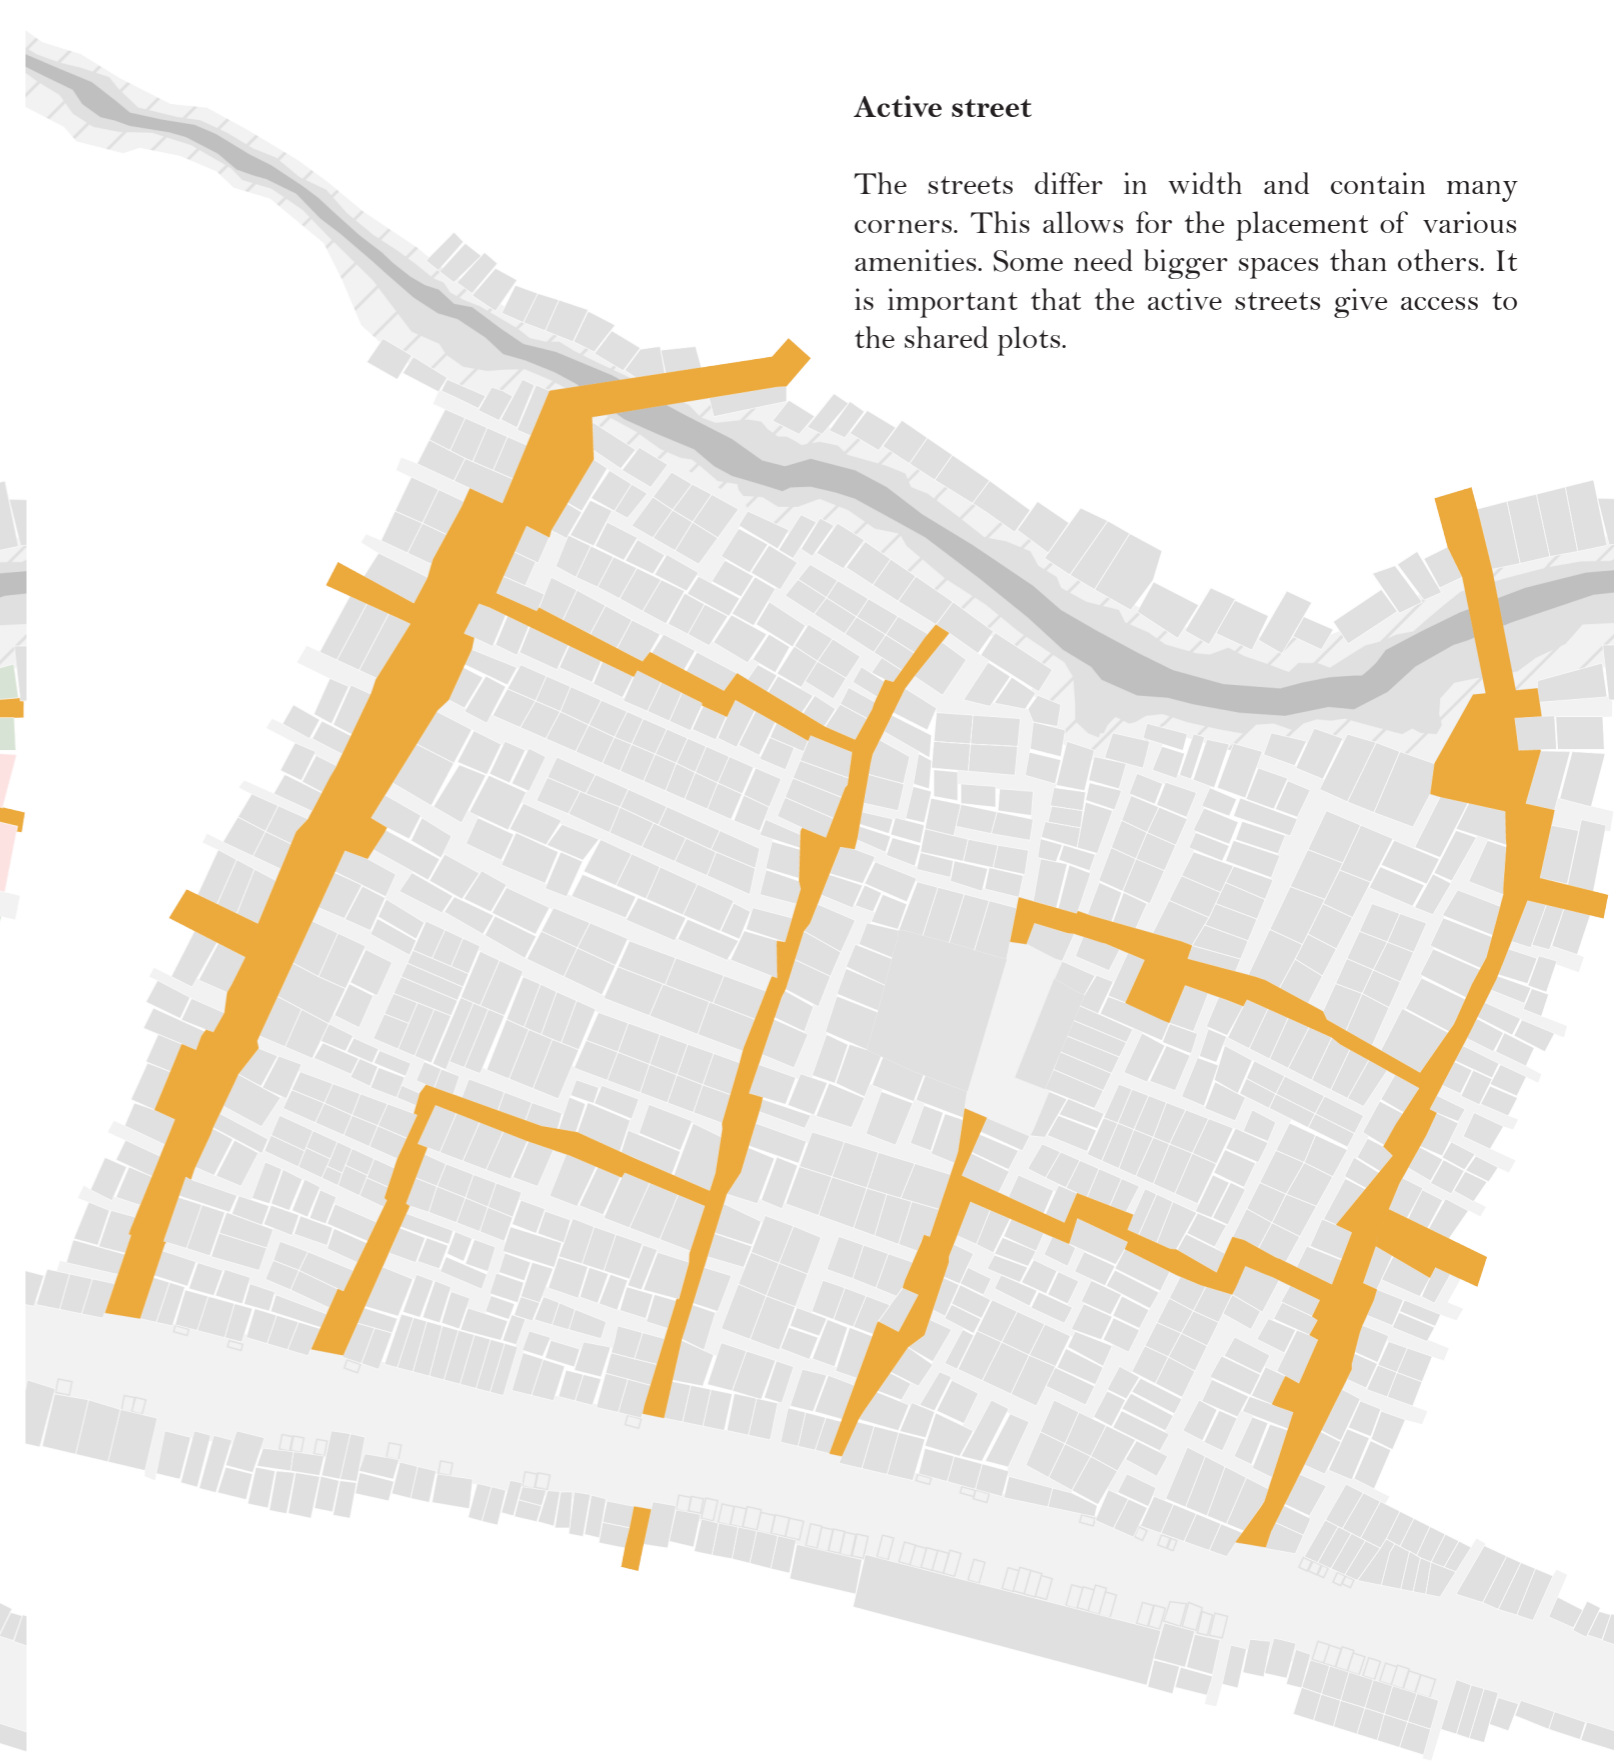 Active street
The streets differ in width and contain many
corners. This allows for the placement of various
amenities. Some need bigger spaces than others. It
is important that the active streets give access to
the shared plots.